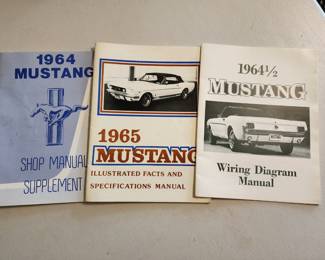 1964
MUSTANG
SHOP MANUAL
SUPPLEMENT
1965
MUSTANG
ILLUSTRATED FACTS AND
SPECIFICATIONS MANUAL
1964½
MUSTANG
Wiring Diagram
Manual